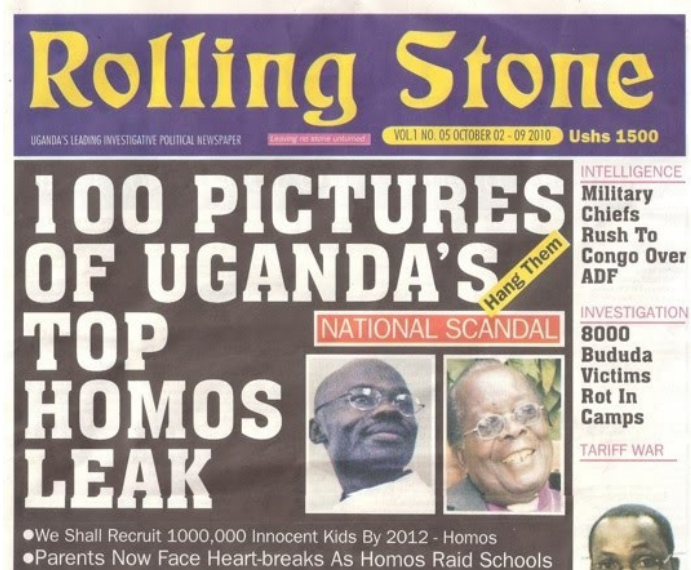 Rolling Stone
UGANDA'S LEADING INVESTIGATIVE POLITICAL NEWSPAPER
Leaving no stone unturned
VOL.1 NO. 05 OCTOBER 02 - 09 2010
Ushs 1500
100 PICTURES
OF UGANDA'S
TOP
HOMOS
LEAK
Hang Them
NATIONAL SCANDAL
●We Shall Recruit 1000,000 Innocent Kids By 2012 - Homos
●Parents Now Face Heart-breaks As Homos Raid Schools
INTELLIGENCE
Military
Chiefs
Rush To
Congo Over
ADF
INVESTIGATION
8000
Bududa
Victims
Rot In
Camps
TARIFF WAR